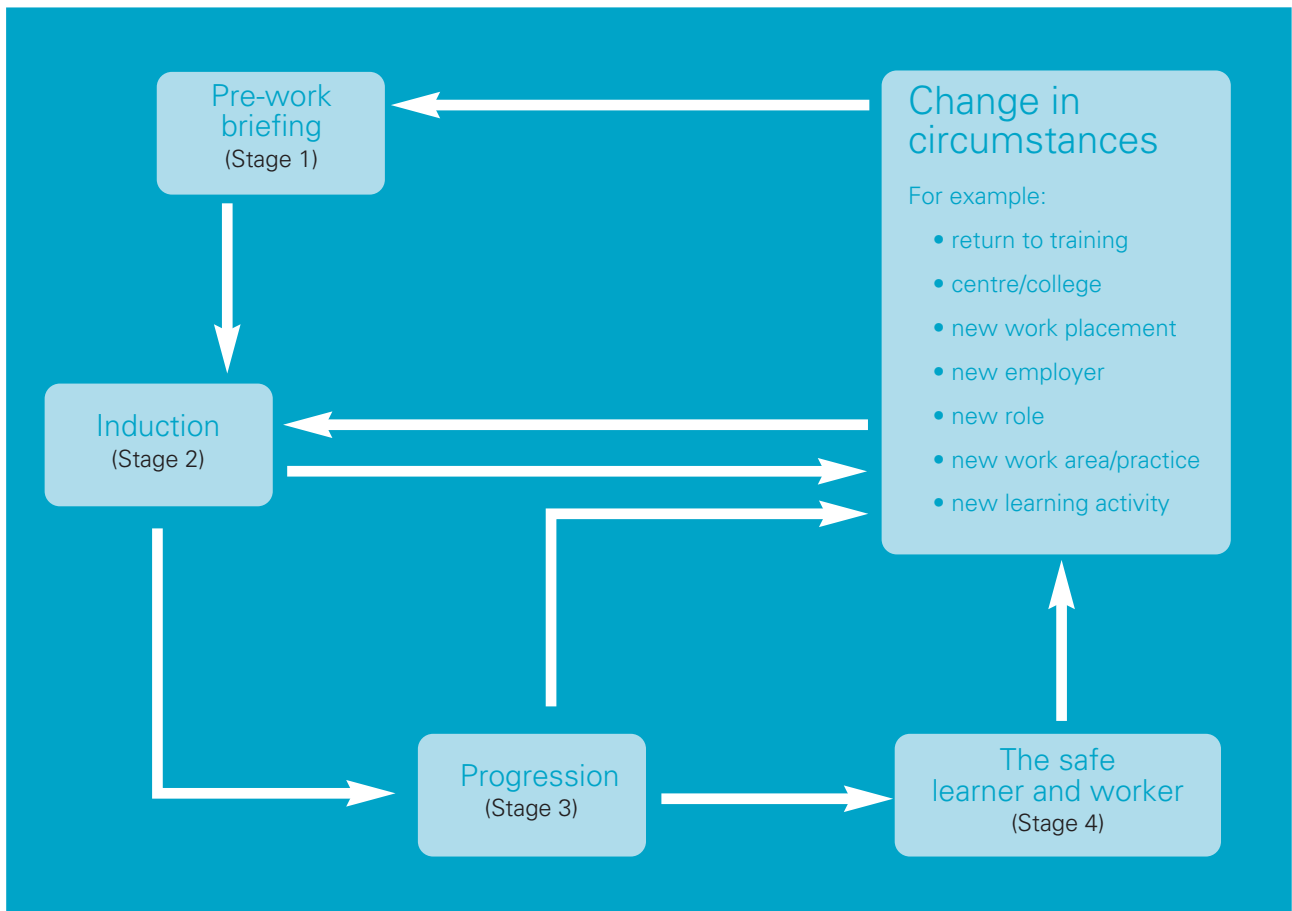 Pre-work
briefing
(Stage 1)
Change in
circumstances
For example:
• return to training
• centre/college
• new work placement
• new employer
• new role
• new work area/practice
• new learning activity
Induction
(Stage 2)
Progression
(Stage 3)
The safe
learner and worker
(Stage 4)